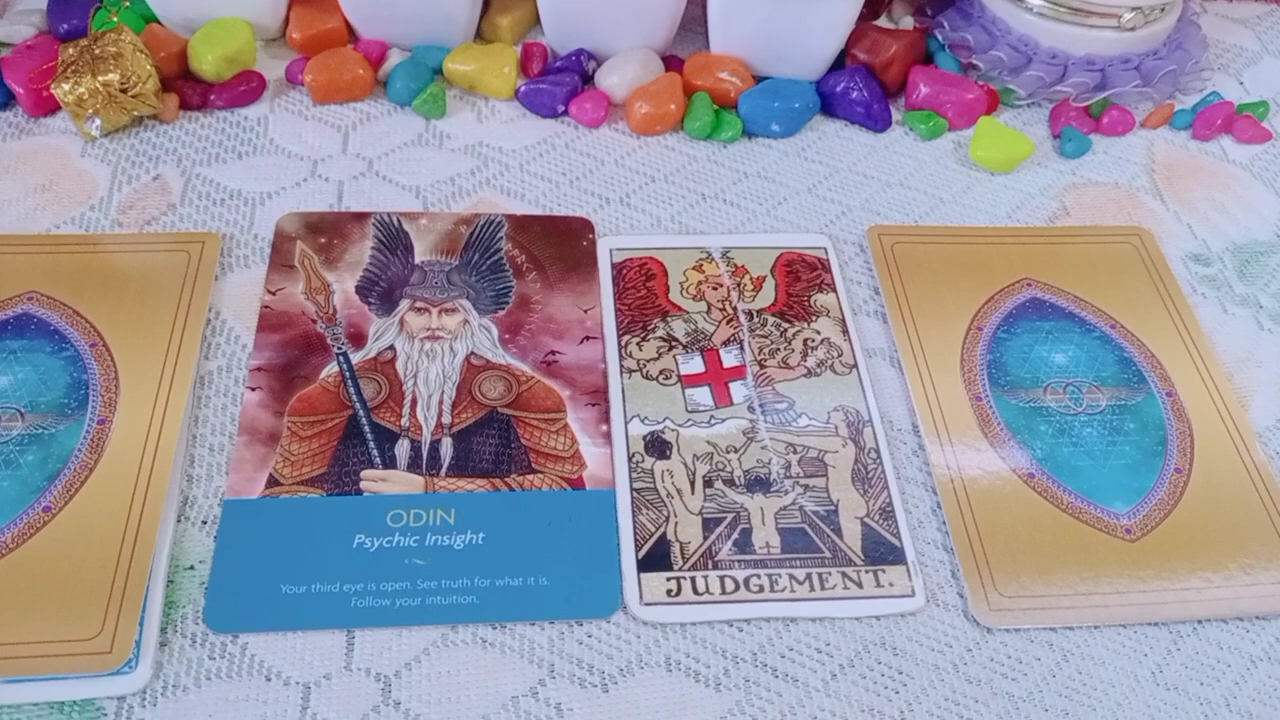 ODIN
Psychic Insight
Your third eye is open. See truth for what it is.
Follow your intuition.
JUDGEMENT.